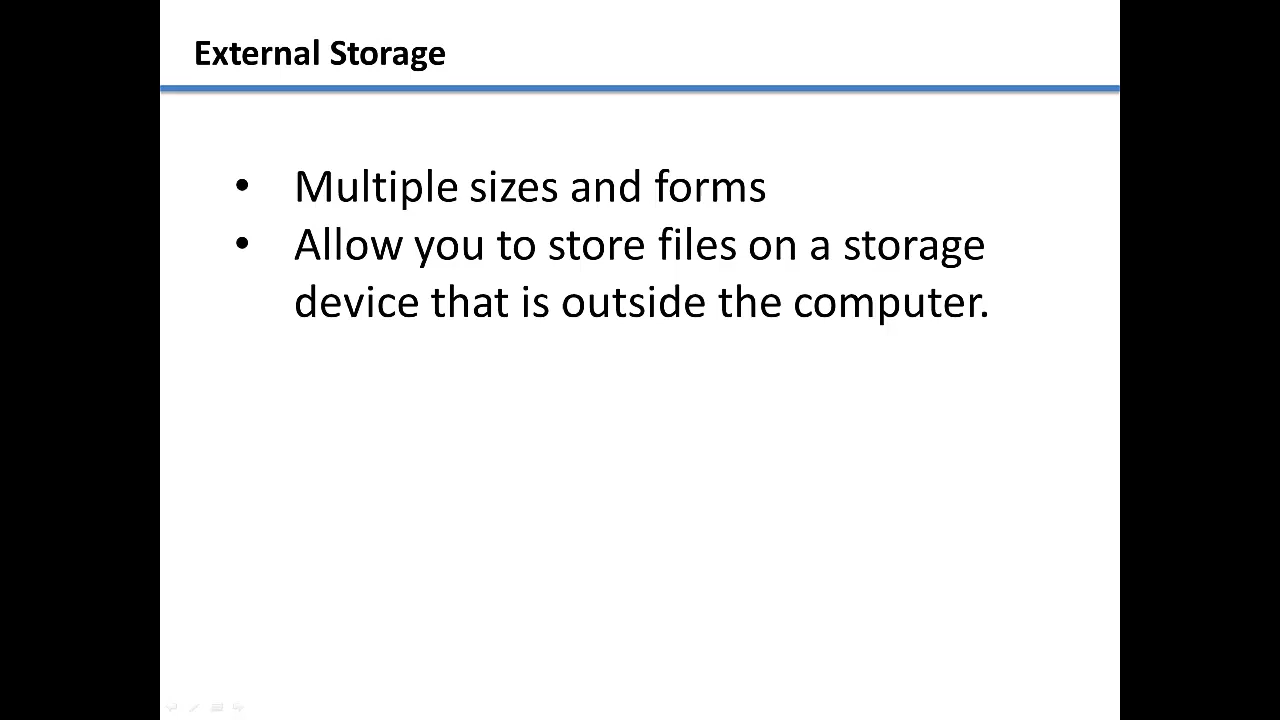 External Storage
• Multiple sizes and forms
• Allow you to store files on a storage
device that is outside the computer.